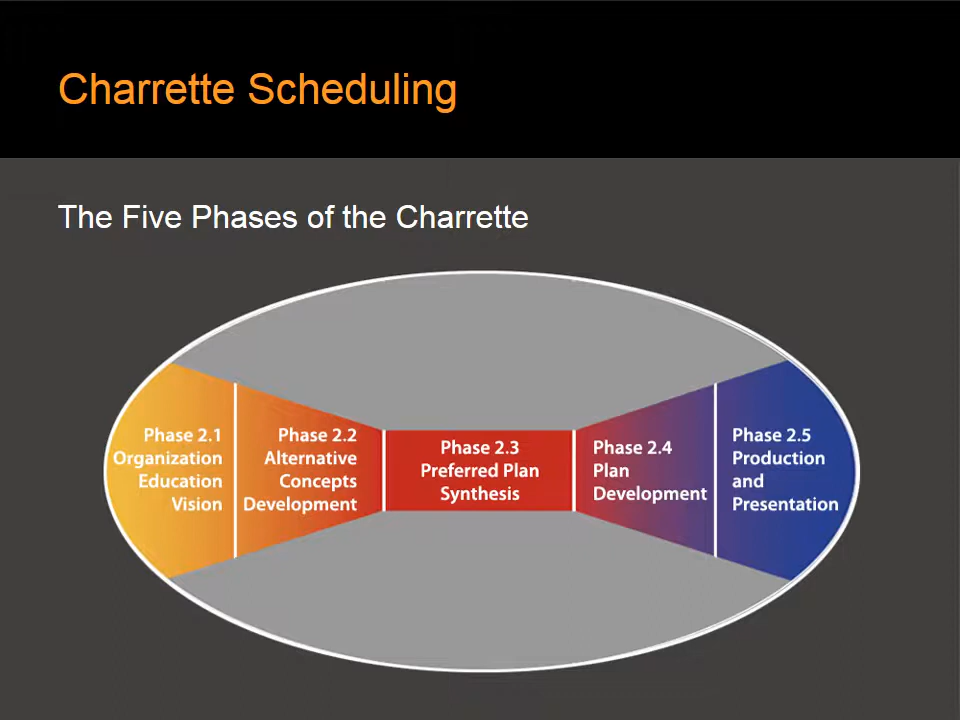 Charrette Scheduling
The Five Phases of the Charrette
Phase 2.1
Organization
Education
Vision
Phase 2.2
Alternative
Concepts
Development
Phase 2.3
Preferred Plan
Synthesis
Phase 2.4
Plan
Development
Phase 2.5
Production
and
Presentation